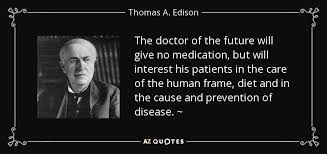 Thomas A. Edison
The doctor of the future will
give no medication, but will
interest his patients in the care
of the human frame, diet and in
the cause and prevention of
disease. ~
AZ QUOTES